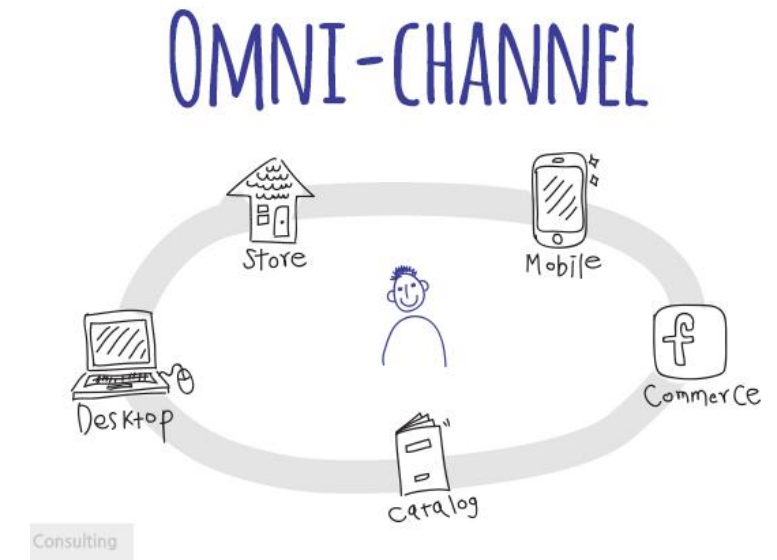 OMNI-CHANNEL
Store
Mobile
Desktop
f
Commerce
catalog
Consulting